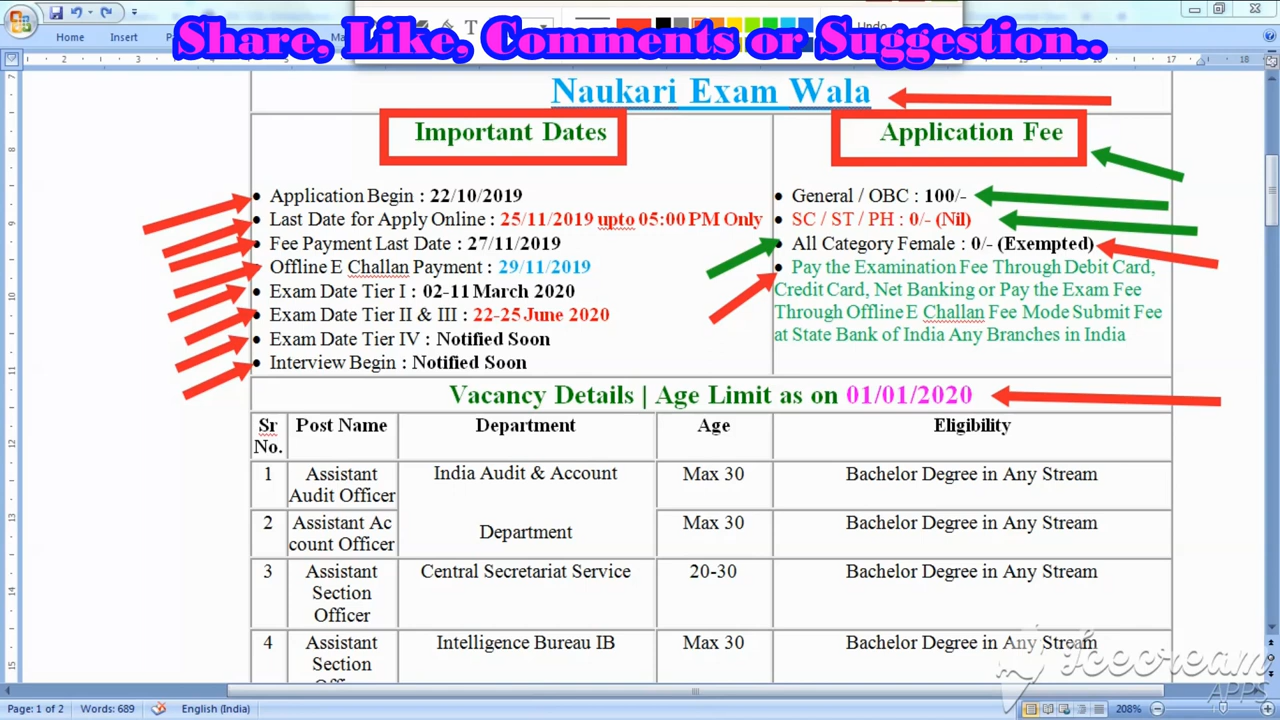 Share, Like, Comments or Suggestion..
Undo
Home Insert
Naukari Exam Wala
Important Dates
Application Begin : 22/10/2019
Last Date for Apply Online : 25/11/2019 upto 05:00 PM Only
Fee Payment Last Date : 27/11/2019
Offline E Challan Payment : 29/11/2019
Exam Date Tier I : 02-11 March 2020
Exam Date Tier II & III : 22-25 June 2020
Exam Date Tier IV : Notified Soon
Interview Begin : Notified Soon
Application Fee
General / OBC : 100/-
SC / ST / PH : 0/- (Nil)
All Category Female : 0/- (Exempted)
Pay the Examination Fee Through Debit Card,
Credit Card, Net Banking or Pay the Exam Fee
Through Offline E Challan Fee Mode Submit Fee
at State Bank of India Any Branches in India
Vacancy Details | Age Limit as on 01/01/2020
Sr No. Post Name Department Age Eligibility
1 Assistant Audit Officer India Audit & Account Department Max 30 Bachelor Degree in Any Stream
2 Assistant Ac count Officer Max 30 Bachelor Degree in Any Stream
3 Assistant Section Officer Central Secretariat Service 20-30 Bachelor Degree in Any Stream
4 Assistant Section Intelligence Bureau IB Max 30 Bachelor Degree in Any Stream
Icecream
APPS
Page: 1 of 2 Words: 689 English (India) 208%